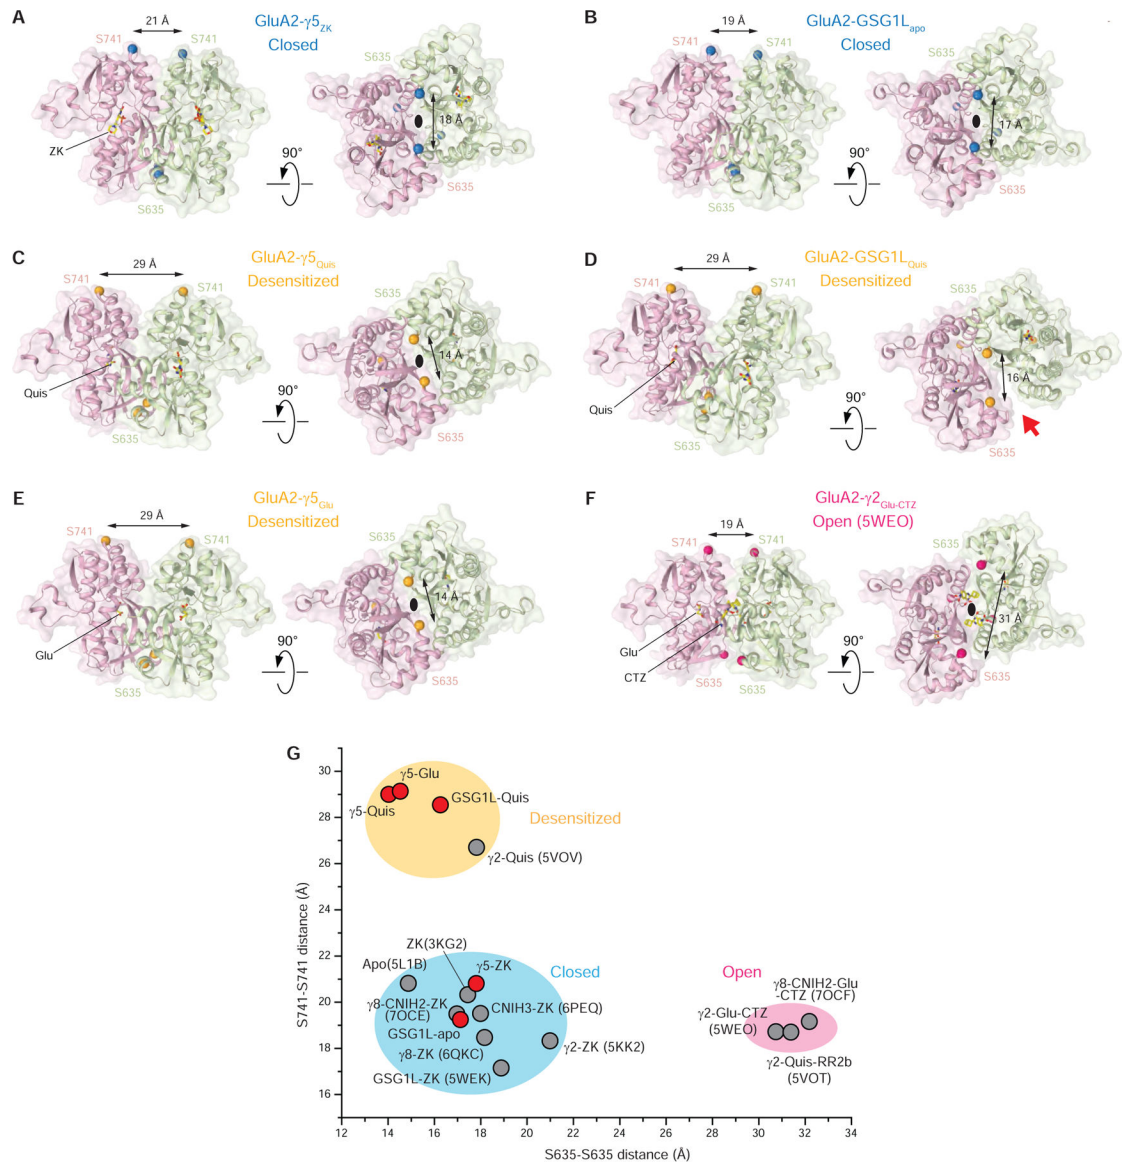 A
21 Å
S741
S741
GluA2-γ5ZK
Closed
ZK
S635
90°
S635
18 Å
S635
B
19 Å
S741
S741
GluA2-GSG1Lapo
Closed
S635
90°
S635
17 Å
S635
C
29 Å
S741
S741
GluA2-γ5Quis
Desensitized
Quis
S635
90°
S635
14 Å
S635
D
29 Å
S741
S741
GluA2-GSG1LQuis
Desensitized
Quis
S635
90°
S635
16 Å
S635
E
29 Å
S741
S741
GluA2-γ5Glu
Desensitized
Glu
S635
90°
S635
14 Å
S635
F
19 Å
S741
S741
GluA2-γ2Glu-CTZ
Open (5WEO)
Glu
CTZ
S635
S635
90°
S635
31 Å
S635
G
S741-S741 distance (Å)
30
28
26
24
22
20
18
16
γ5-Glu
γ5-Quis
GSG1L-Quis
Desensitized
γ2-Quis (5VOV)
ZK(3KG2)
Apo(5L1B)
γ5-ZK
Closed
γ8-CNIH2-ZK
(7OCE)
CNIH3-ZK (6PEQ)
GSG1L-apo
γ8-ZK (6QKC)
γ2-ZK (5KK2)
GSG1L-ZK (5WEK)
Open
γ8-CNIH2-Glu
-CTZ (7OCF)
γ2-Glu-CTZ
(5WEO)
γ2-Quis-RR2b
(5VOT)
12
14
16
18
20
22
24
26
28
30
32
34
S635-S635 distance (Å)